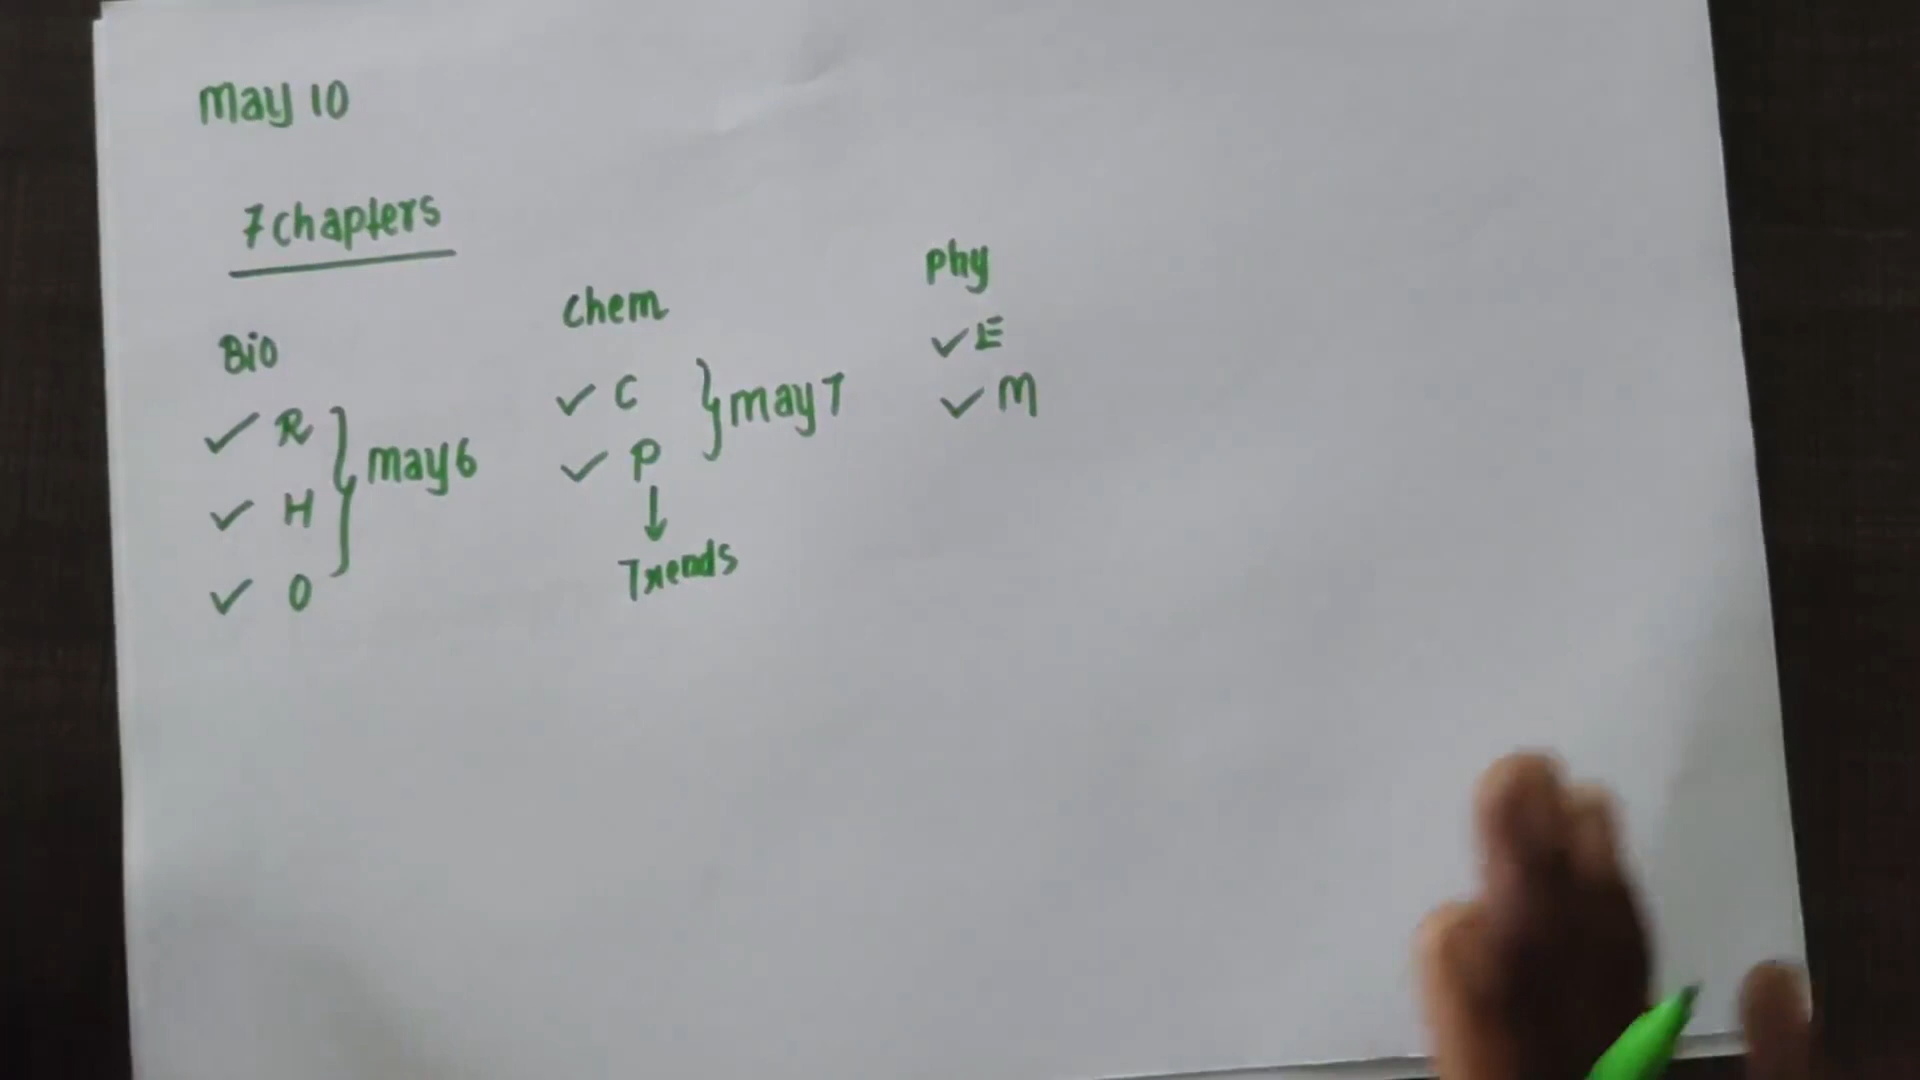 May 10
7 chapters
Bio
✓ R
✓ H
✓ O
} May 6
Chem
✓ C
✓ P
} May 7
↓
Trends
Phy
✓ E
✓ M